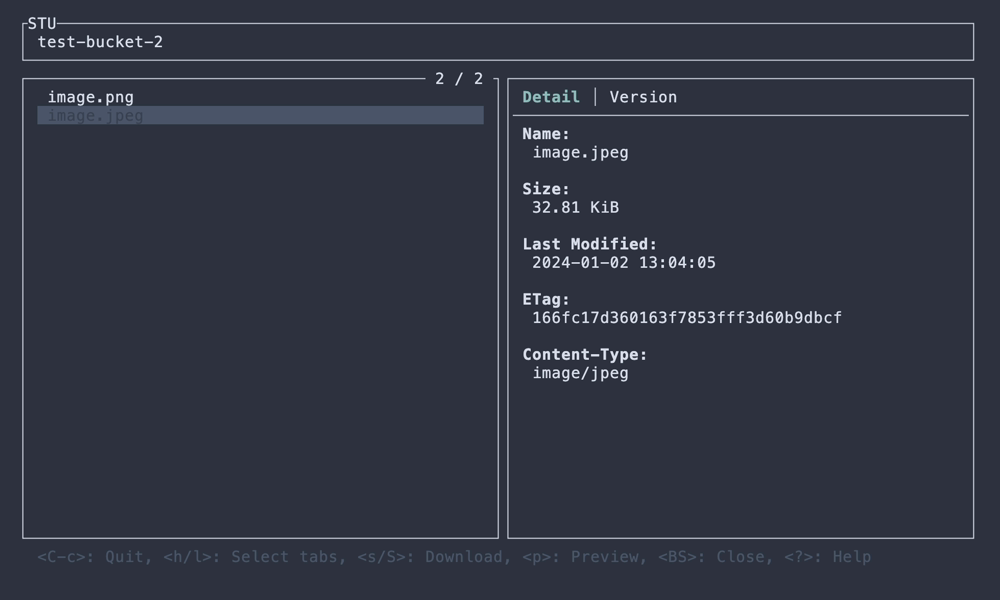 STU
test-bucket-2
2 / 2
image.png
image.jpeg
Detail │ Version
Name:
image.jpeg
Size:
32.81 KiB
Last Modified:
2024-01-02 13:04:05
ETag:
166fc17d360163f7853fff3d60b9dbcf
Content-Type:
image/jpeg
<C-c>: Quit, <h/l>: Select tabs, <s/S>: Download, <p>: Preview, <BS>: Close, <?>: Help